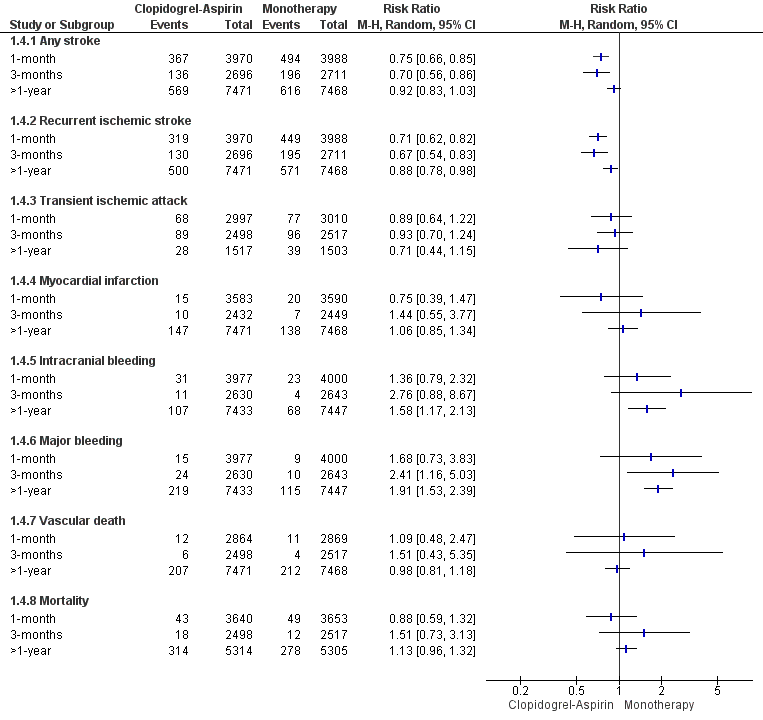 Clopidogrel-Aspirin Monotherapy Risk Ratio Risk Ratio
Study or Subgroup Events Total Events Total M-H, Random, 95% CI M-H, Random, 95% CI
1.4.1 Any stroke
1-month 367 3970 494 3988 0.75 [0.66, 0.85]
3-months 136 2696 196 2711 0.70 [0.56, 0.86]
>1-year 569 7471 616 7468 0.92 [0.83, 1.03]
1.4.2 Recurrent ischemic stroke
1-month 319 3970 449 3988 0.71 [0.62, 0.82]
3-months 130 2696 195 2711 0.67 [0.54, 0.83]
>1-year 500 7471 571 7468 0.88 [0.78, 0.98]
1.4.3 Transient ischemic attack
1-month 68 2997 77 3010 0.89 [0.64, 1.22]
3-months 89 2498 96 2517 0.93 [0.70, 1.24]
>1-year 28 1517 39 1503 0.71 [0.44, 1.15]
1.4.4 Myocardial infarction
1-month 15 3583 20 3590 0.75 [0.39, 1.47]
3-months 10 2432 7 2449 1.44 [0.55, 3.77]
>1-year 147 7471 138 7468 1.06 [0.85, 1.34]
1.4.5 Intracranial bleeding
1-month 31 3977 23 4000 1.36 [0.79, 2.32]
3-months 11 2630 4 2643 2.76 [0.88, 8.67]
>1-year 107 7433 68 7447 1.58 [1.17, 2.13]
1.4.6 Major bleeding
1-month 15 3977 9 4000 1.68 [0.73, 3.83]
3-months 24 2630 10 2643 2.41 [1.16, 5.03]
>1-year 219 7433 115 7447 1.91 [1.53, 2.39]
1.4.7 Vascular death
1-month 12 2864 11 2869 1.09 [0.48, 2.47]
3-months 6 2498 4 2517 1.51 [0.43, 5.35]
>1-year 207 7471 212 7468 0.98 [0.81, 1.18]
1.4.8 Mortality
1-month 43 3640 49 3653 0.88 [0.59, 1.32]
3-months 18 2498 12 2517 1.51 [0.73, 3.13]
>1-year 314 5314 278 5305 1.13 [0.96, 1.32]
0.2 0.5 1 2 5
Clopidogrel-Aspirin Monotherapy